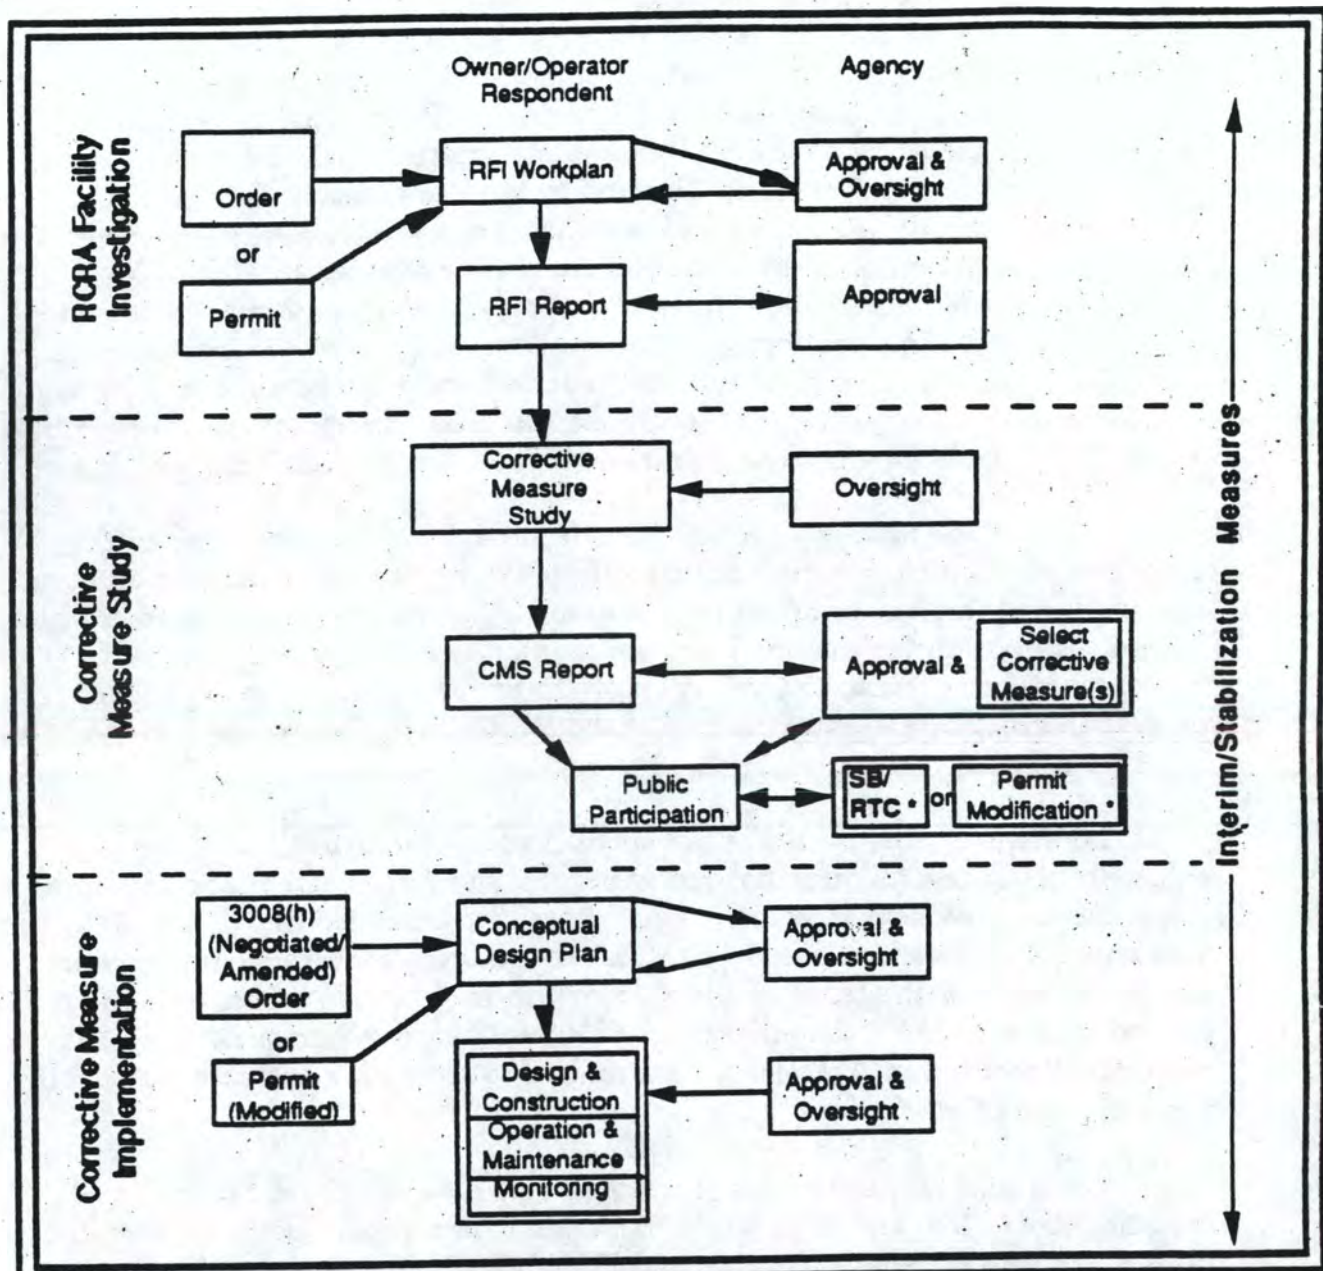 Owner/Operator
Respondent
Agency
RCRA Facility
Investigation
Order
or
Permit
RFI Workplan
Approval &
Oversight
RFI Report
Approval
Corrective
Measure Study
Corrective
Measure
Study
Oversight
CMS Report
Approval &
Select
Corrective
Measure(s)
Public
Participation
SB/
RTC *
or
Permit
Modification *
Interim/Stabilization Measures
Corrective Measure
Implementation
3008(h)
(Negotiated/
Amended)
Order
or
Permit
(Modified)
Conceptual
Design Plan
Approval &
Oversight
Design &
Construction
Operation &
Maintenance
Monitoring
Approval &
Oversight